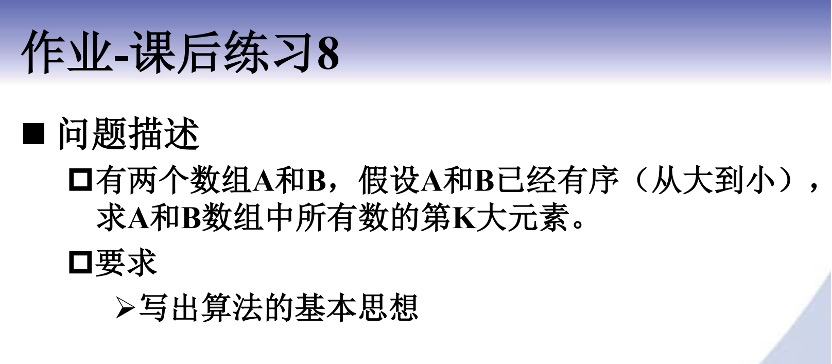 作业-课后练习8
■ 问题描述
有两个数组A和B，假设A和B已经有序（从大到小），
求A和B数组中所有数的第K大元素。
要求
➢写出算法的基本思想